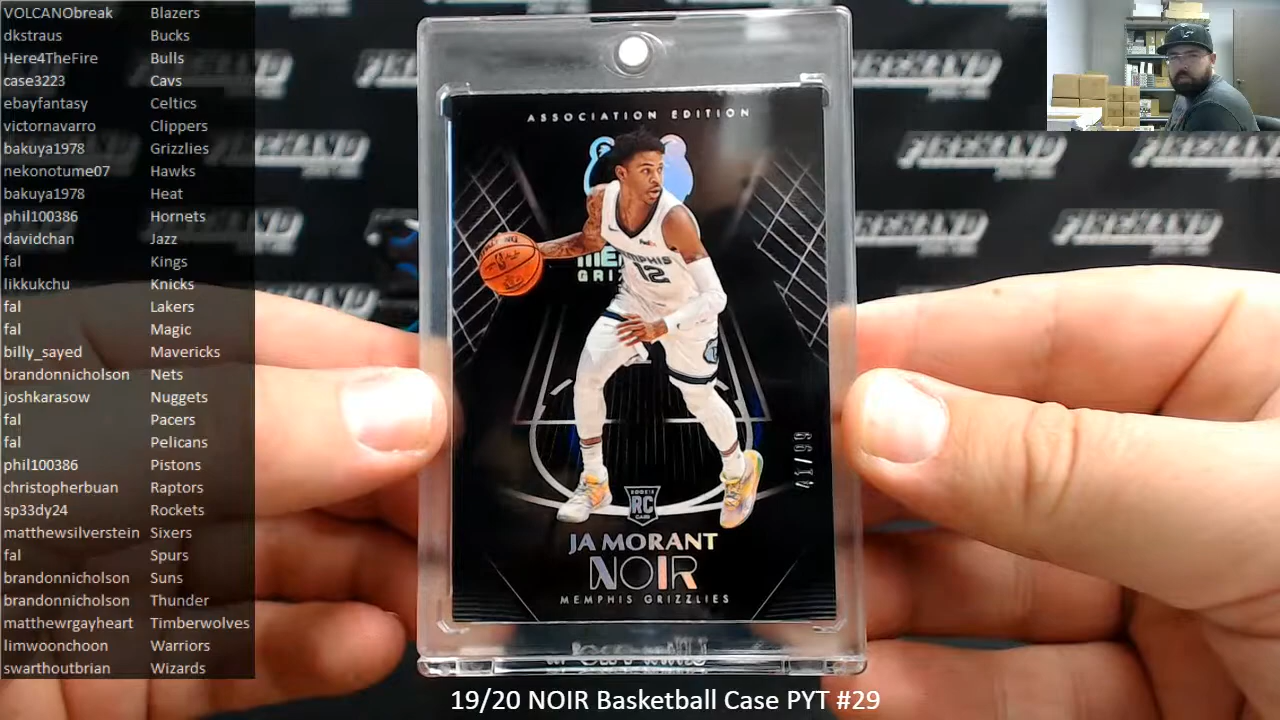 VOLCANObreak Blazers
dkstraus Bucks
Here4TheFire Bulls
case3223 Cavs
ebayfantasy Celtics
victornavarro Clippers
bakuya1978 Grizzlies
nekonotume07 Hawks
bakuya1978 Heat
phil100386 Hornets
davidchan Jazz
fal Kings
likkukchu Knicks
fal Lakers
fal Magic
billy_sayed Mavericks
brandonnicholson Nets
joshkarasow Nuggets
fal Pacers
fal Pelicans
phil100386 Pistons
christopherbuan Raptors
sp33dy24 Rockets
matthewsilverstein Sixers
fal Spurs
brandonnicholson Suns
brandonnicholson Thunder
matthewrgayheart Timberwolves
limwoonchoon Warriors
swarthoutbrian Wizards
ASSOCIATION EDITION
12
41/99
ROOKIE
RC
CARD
JA MORANT
NOIR
MEMPHIS GRIZZLIES
19/20 NOIR Basketball Case PYT #29